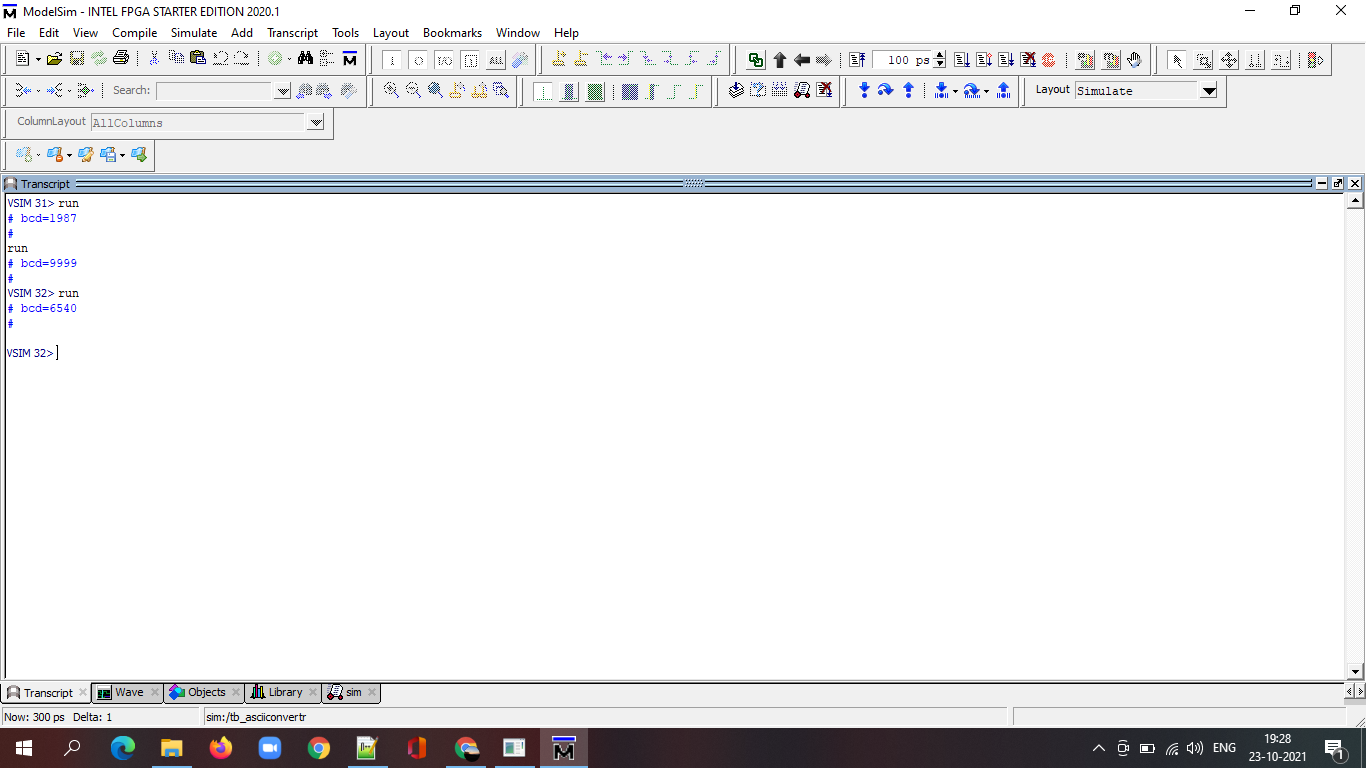 ModelSim - INTEL FPGA STARTER EDITION 2020.1
File Edit View Compile Simulate Add Transcript Tools Layout Bookmarks Window Help
100 ps
Search:
Layout Simulate
ColumnLayout AllColumns
Transcript
VSIM 31> run
# bcd=1987
#
run
# bcd=9999
#
VSIM 32> run
# bcd=6540
#
VSIM 32>
Transcript Wave Objects Library sim
Now: 300 ps Delta: 1 sim:/tb_asciiconvertr
ENG
19:28
23-10-2021
1